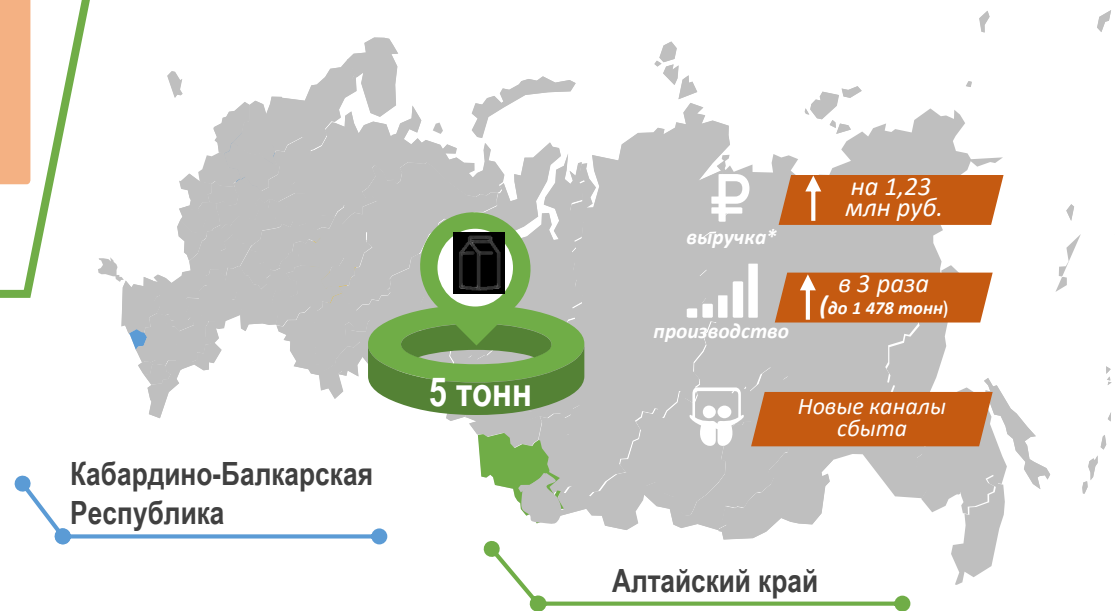 на 1,23
млн руб.
выручка*
в 3 раза
(до 1 478 тонн)
производство
5 тонн
Новые каналы
сбыта
Кабардино-Балкарская
Республика
Алтайский край